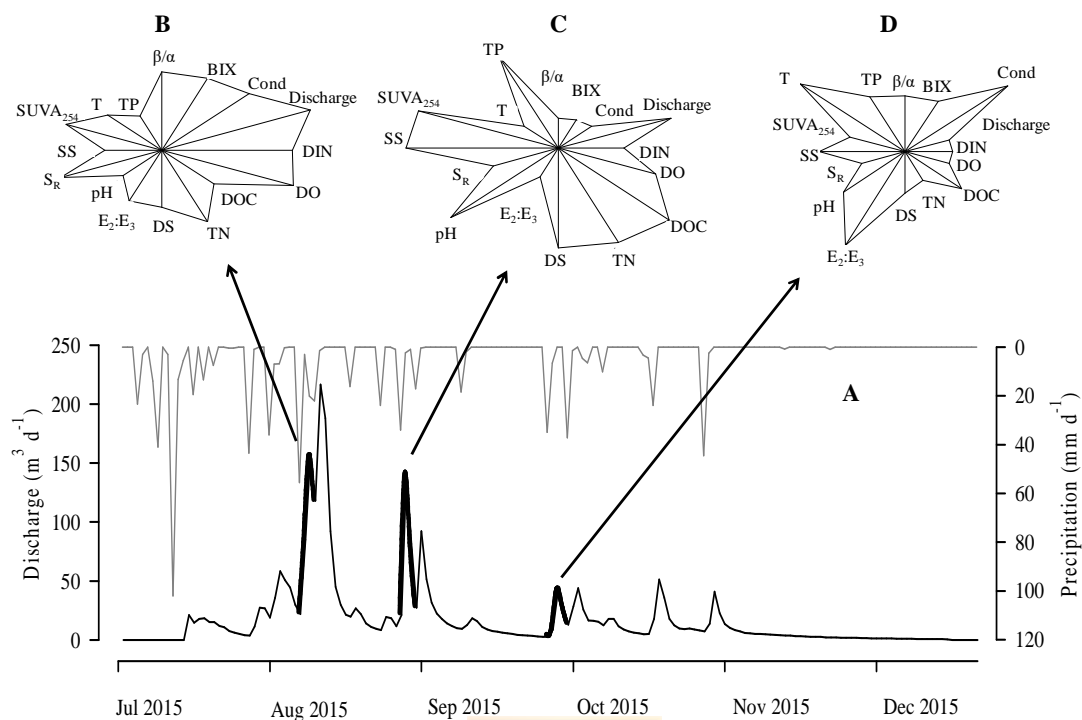 B
C
D
β/α
BIX
Cond
Discharge
DIN
DO
DOC
TN
DS
E₂:E₃
pH
S_R
SS
SUVA₂₅₄
T
TP
TP
β/α
BIX
Cond
Discharge
DIN
DO
DOC
TN
DS
E₂:E₃
pH
S_R
SS
SUVA₂₅₄
T
T
TP
β/α
BIX
Cond
Discharge
DIN
DO
DOC
TN
DS
E₂:E₃
pH
S_R
SS
SUVA₂₅₄
A
Discharge (m³ d⁻¹)
250
200
150
100
50
0
Precipitation (mm d⁻¹)
0
20
40
60
80
100
120
Jul 2015 Aug 2015 Sep 2015 Oct 2015 Nov 2015 Dec 2015